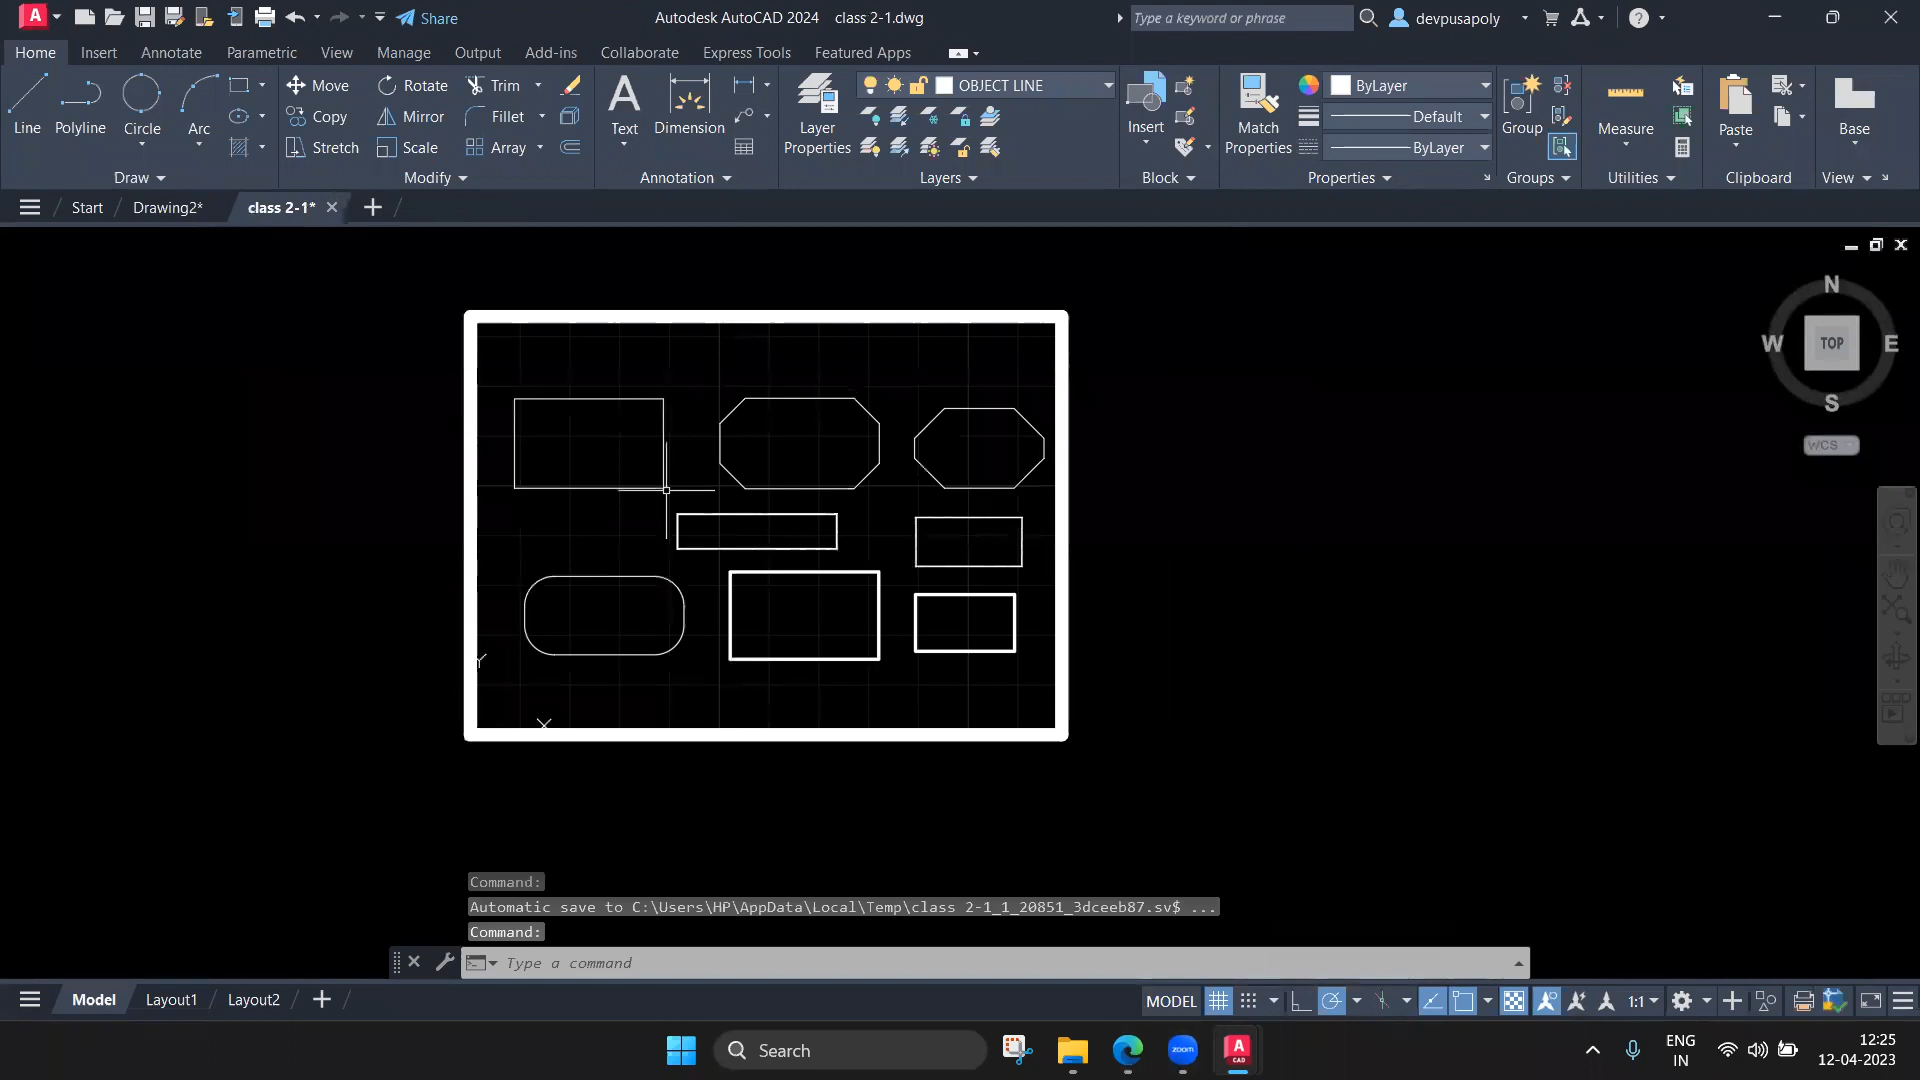 A Share Autodesk AutoCAD 2024 class 2-1.dwg Type a keyword or phrase devpusapoly
Home Insert Annotate Parametric View Manage Output Add-ins Collaborate Express Tools Featured Apps
Line Polyline Circle Arc
Move Rotate Trim
Copy Mirror Fillet
Stretch Scale Array
A Text Dimension
Layer Properties
OBJECT LINE
Insert
Match Properties
ByLayer
Default
ByLayer
Group
Measure
Paste
Base
Draw Modify Annotation Layers Block Properties Groups Utilities Clipboard View
Start Drawing2* class 2-1*
N
W TOP E
S
WCS
Y
X
Command:
Automatic save to C:\Users\HP\AppData\Local\Temp\class 2-1_1_20851_3dceeb87.sv$ ...
Command:
Type a command
Model Layout1 Layout2 MODEL 1:1
Search zoom A CAD ENG IN 12:25 12-04-2023